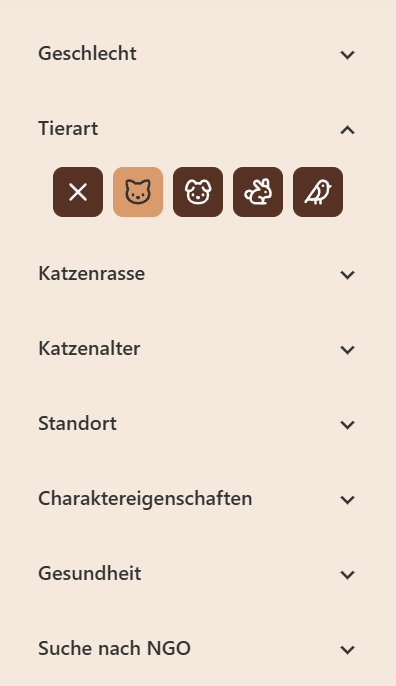 Geschlecht
Tierart
Katzenrasse
Katzenalter
Standort
Charaktereigenschaften
Gesundheit
Suche nach NGO